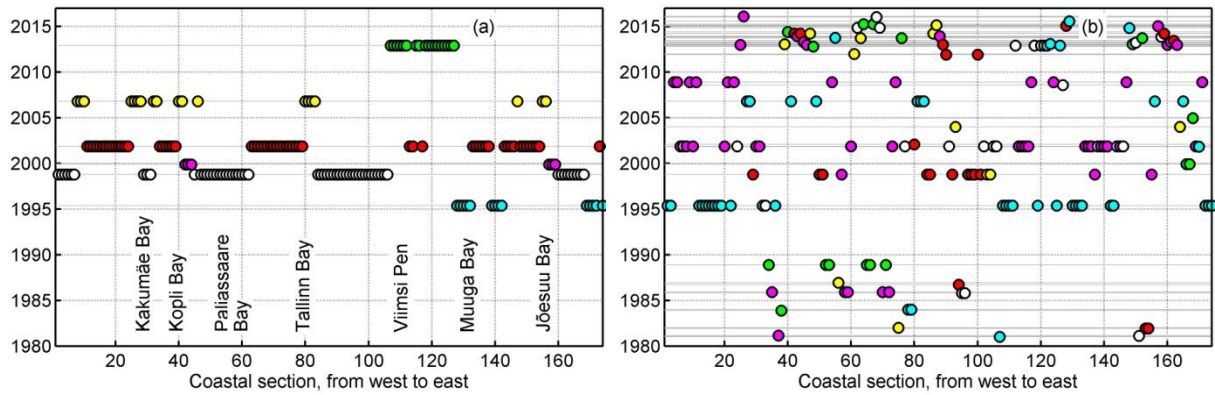 (a)
2015
2010
2005
2000
1995
1990
1985
1980
Kakumäe Bay
Kopli Bay
Paljassaare
Bay
Tallinn Bay
Viimsi Pen
Muuga Bay
Jõesuu Bay
20 40 60 80 100 120 140 160
Coastal section, from west to east
(b)
2015
2010
2005
2000
1995
1990
1985
1980
20 40 60 80 100 120 140 160
Coastal section, from west to east